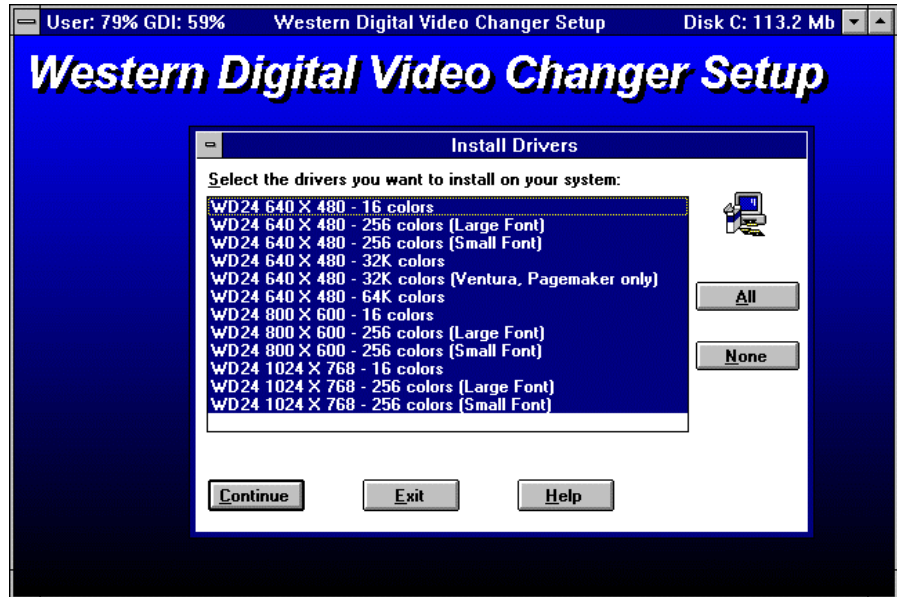 User: 79% GDI: 59% Western Digital Video Changer Setup Disk C: 113.2 Mb
Western Digital Video Changer Setup
Install Drivers
Select the drivers you want to install on your system:
WD24 640 X 480 - 16 colors
WD24 640 X 480 - 256 colors (Large Font)
WD24 640 X 480 - 256 colors (Small Font)
WD24 640 X 480 - 32K colors
WD24 640 X 480 - 32K colors (Ventura, Pagemaker only)
WD24 640 X 480 - 64K colors
WD24 800 X 600 - 16 colors
WD24 800 X 600 - 256 colors (Large Font)
WD24 800 X 600 - 256 colors (Small Font)
WD24 1024 X 768 - 16 colors
WD24 1024 X 768 - 256 colors (Large Font)
WD24 1024 X 768 - 256 colors (Small Font)
All
None
Continue Exit Help